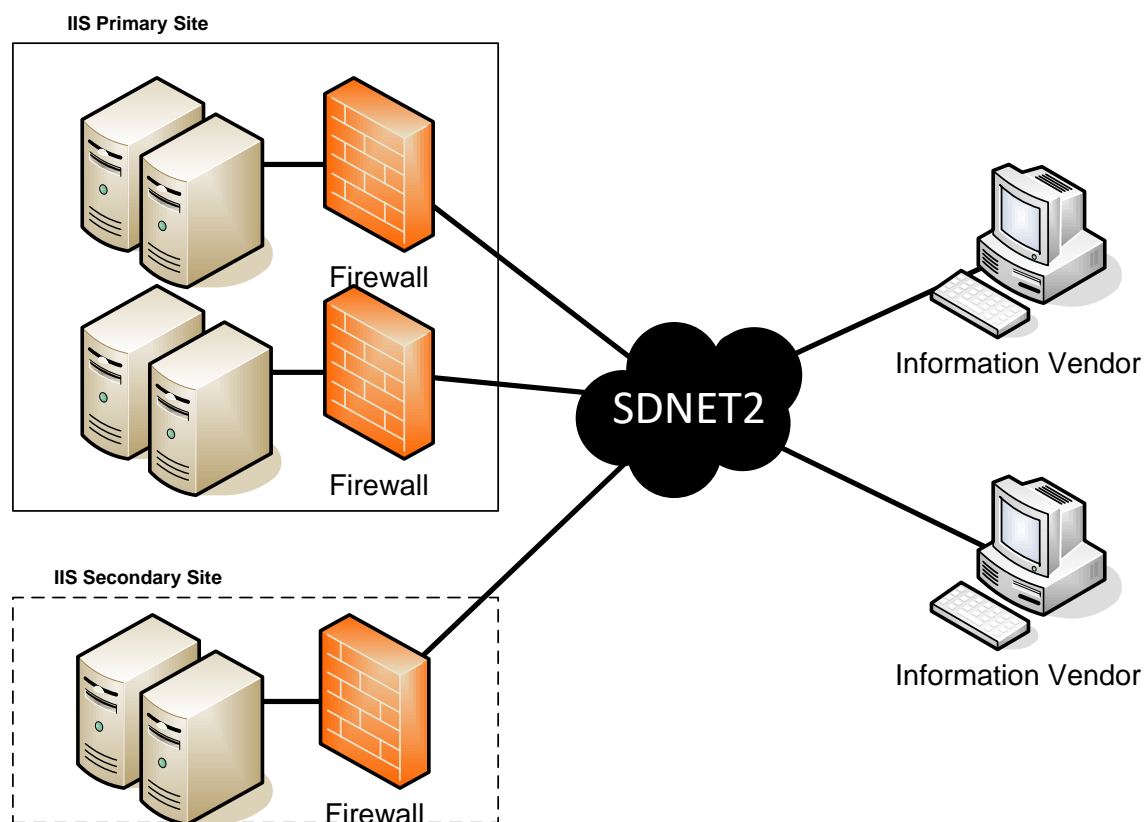 IIS Primary Site
Firewall
Firewall
SDNET2
Information Vendor
Information Vendor
IIS Secondary Site
Firewall